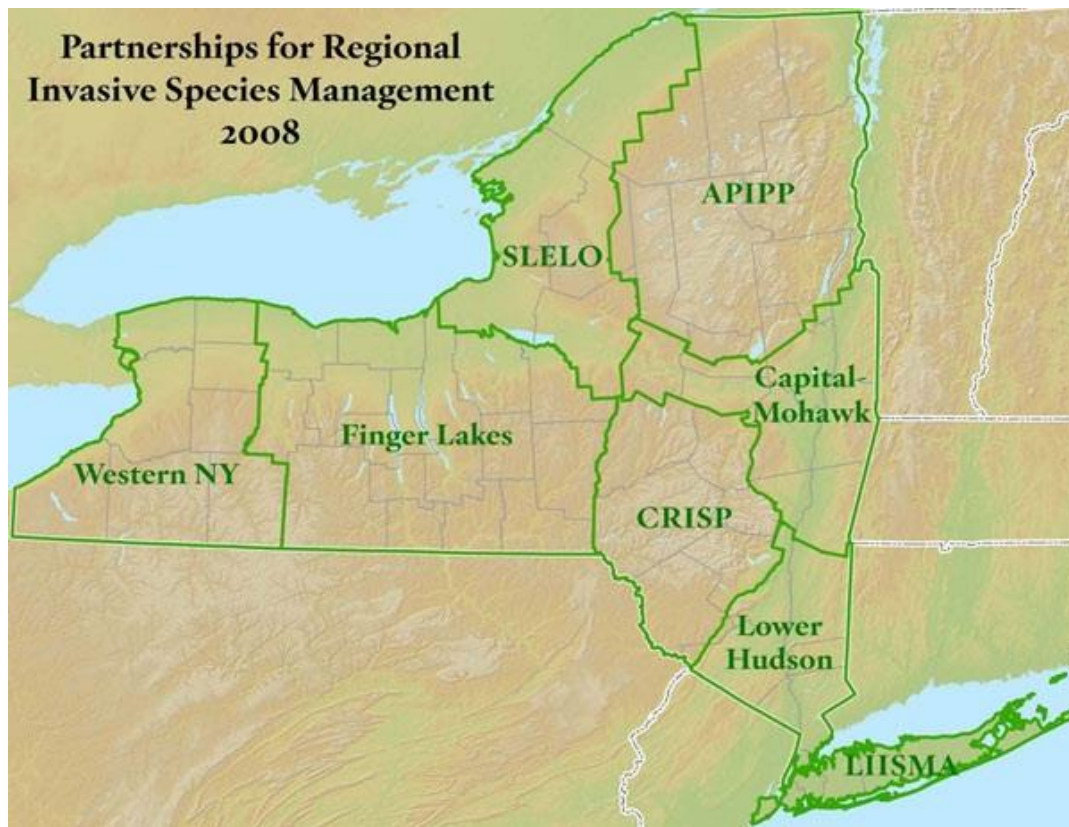 Partnerships for Regional
Invasive Species Management
2008
APIPP
SLELO
Capital-
Mohawk
Finger Lakes
Western NY
CRISP
Lower
Hudson
LIISMA